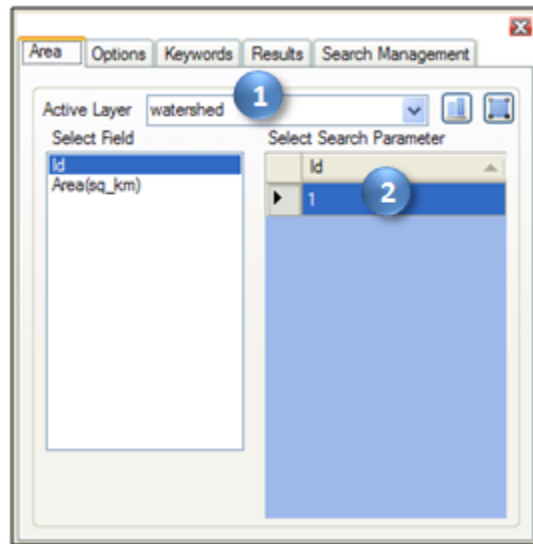 Area Options Keywords Results Search Management
1
Active Layer watershed
Select Field Select Search Parameter
Id Id
Area(sq_km)
1 2